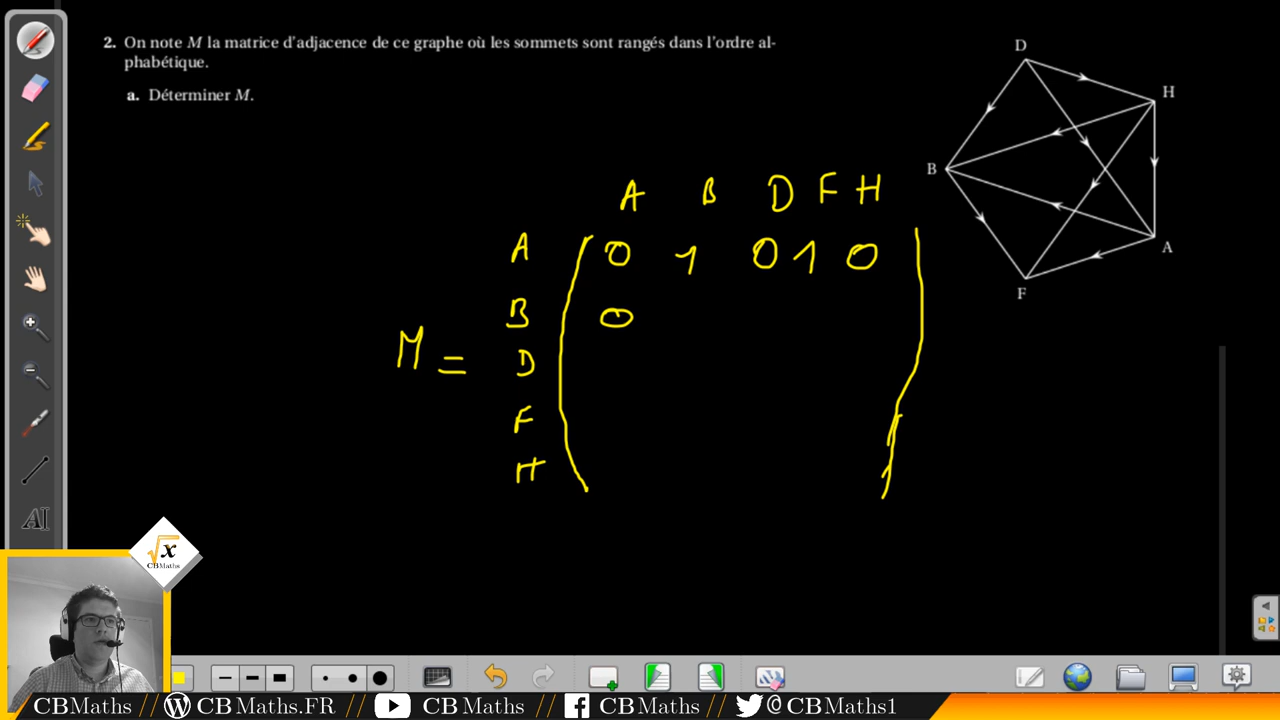 2. On note M la matrice d'adjacence de ce graphe où les sommets sont rangés dans l'ordre al-
phabétique.
a. Déterminer M.
D
H
B
A
F
A B D F H
A 0 1 0 1 0
B 0
M = D
F
H
AI
√x
CBMaths
CBMaths // CBMaths.FR // CBMaths // CBMaths // @CBMaths1